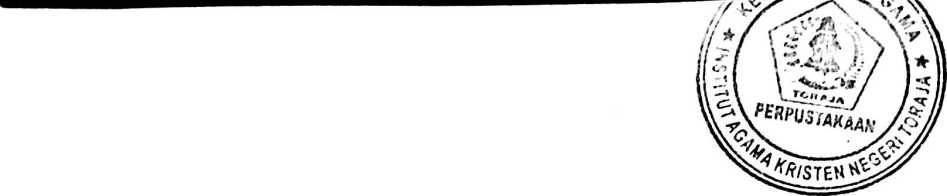 ★ INSTITUT AGAMA KRISTEN NEGERI TORAJA ★
TORAJA
PERPUSTAKAAN